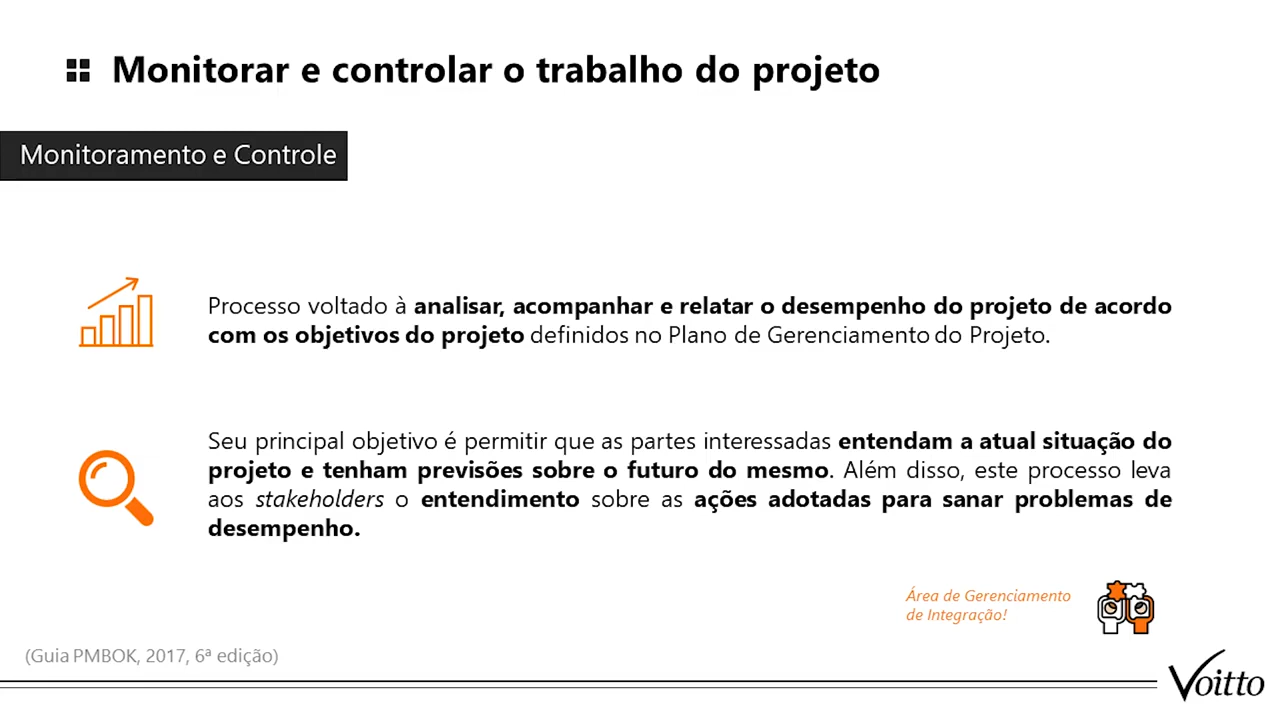 Monitorar e controlar o trabalho do projeto
Monitoramento e Controle
Processo voltado à analisar, acompanhar e relatar o desempenho do projeto de acordo
com os objetivos do projeto definidos no Plano de Gerenciamento do Projeto.
Seu principal objetivo é permitir que as partes interessadas entendam a atual situação do
projeto e tenham previsões sobre o futuro do mesmo. Além disso, este processo leva
aos stakeholders o entendimento sobre as ações adotadas para sanar problemas de
desempenho.
Área de Gerenciamento
de Integração!
(Guia PMBOK, 2017, 6ª edição)
Voitto